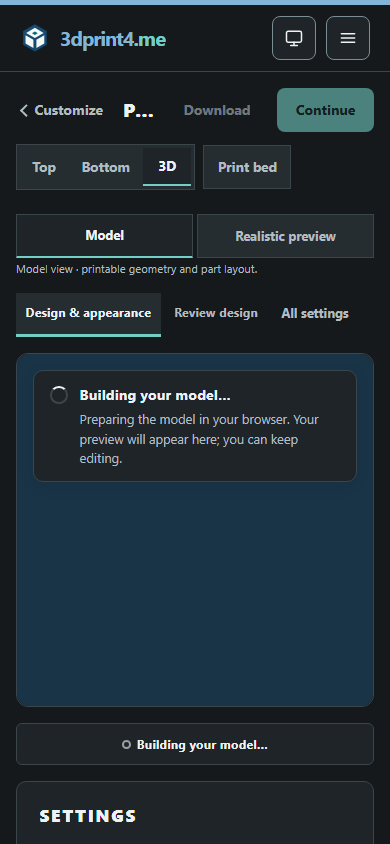 3dprint4.me
Customize
P...
Download
Continue
Top
Bottom
3D
Print bed
Model
Realistic preview
Model view · printable geometry and part layout.
Design & appearance
Review design
All settings
Building your model...
Preparing the model in your browser. Your
preview will appear here; you can keep
editing.
Building your model...
SETTINGS